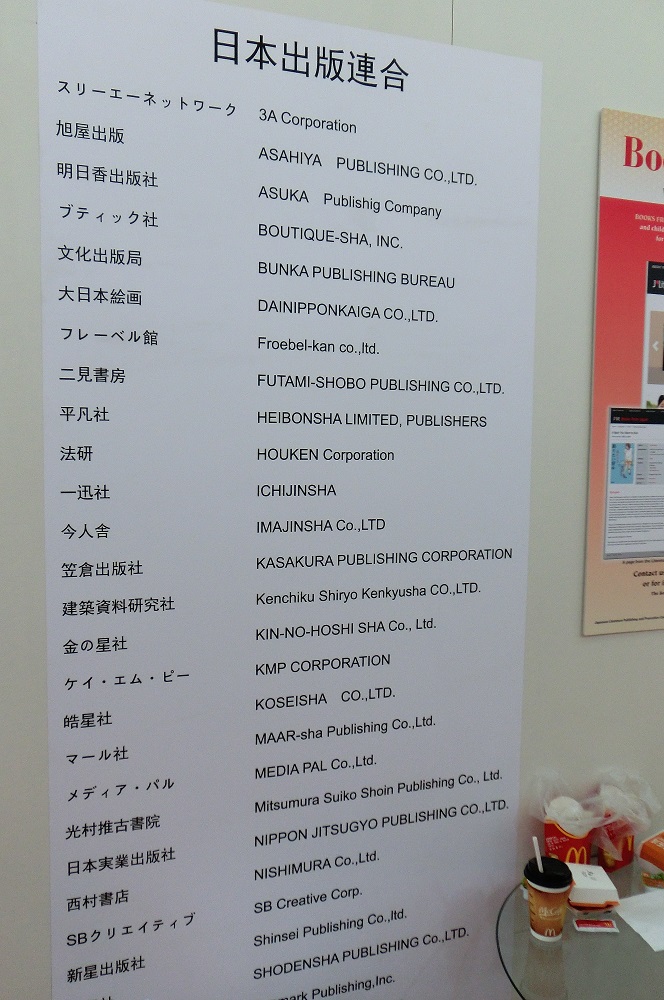 日本出版連合
スリーエーネットワーク 3A Corporation
旭屋出版 ASAHIYA PUBLISHING CO.,LTD.
明日香出版社 ASUKA Publishig Company
ブティック社 BOUTIQUE-SHA, INC.
文化出版局 BUNKA PUBLISHING BUREAU
大日本絵画 DAINIPPONKAIGA CO.,LTD.
フレーベル館 Froebel-kan co.,ltd.
二見書房 FUTAMI-SHOBO PUBLISHING CO.,LTD.
平凡社 HEIBONSHA LIMITED, PUBLISHERS
法研 HOUKEN Corporation
一迅社 ICHIJINSHA
今人舎 IMAJINSHA Co.,LTD
笠倉出版社 KASAKURA PUBLISHING CORPORATION
建築資料研究社 Kenchiku Shiryo Kenkyusha CO.,LTD.
金の星社 KIN-NO-HOSHI SHA Co., Ltd.
ケイ・エム・ピー KMP CORPORATION
皓星社 KOSEISHA CO.,LTD.
マール社 MAAR-sha Publishing Co.,Ltd.
メディア・パル MEDIA PAL Co.,Ltd.
光村推古書院 Mitsumura Suiko Shoin Publishing Co., Ltd.
日本実業出版社 NIPPON JITSUGYO PUBLISHING CO.,LTD.
西村書店 NISHIMURA Co.,Ltd.
SBクリエイティブ SB Creative Corp.
新星出版社 Shinsei Publishing Co.,ltd.
SHODENSHA PUBLISHING Co.,LTD.
Publishing,Inc.